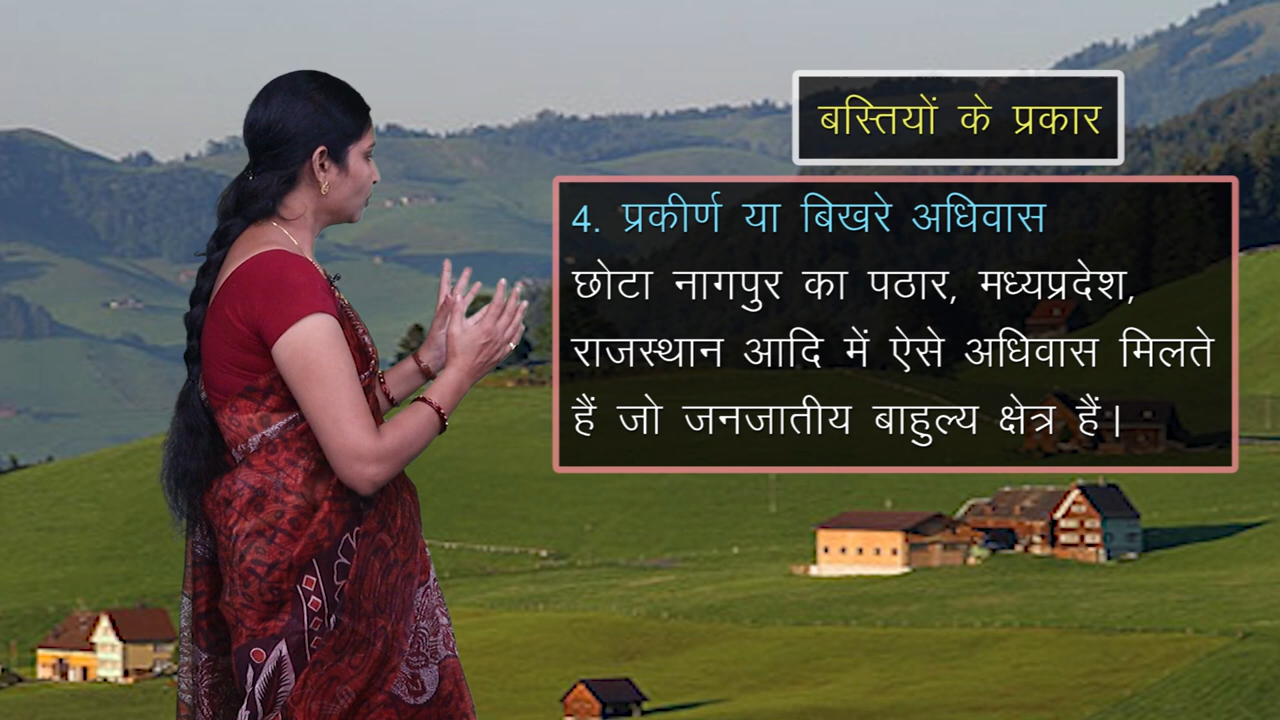 बस्तियों के प्रकार
4. प्रकीर्ण या बिखरे अधिवास
छोटा नागपुर का पठार, मध्यप्रदेश,
राजस्थान आदि में ऐसे अधिवास मिलते
हैं जो जनजातीय बाहुल्य क्षेत्र हैं।